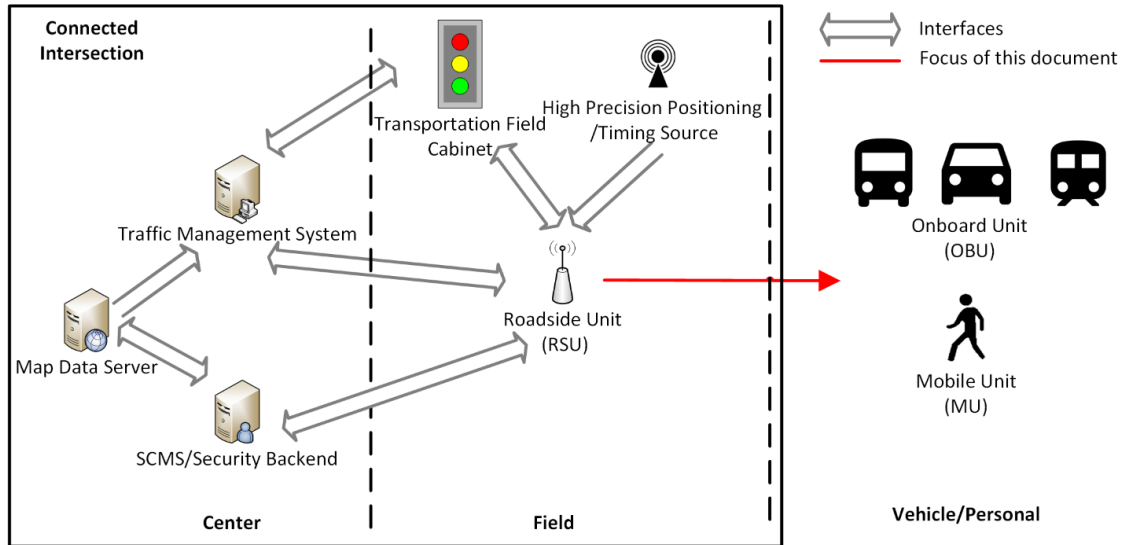 Connected
Intersection
Interfaces
Focus of this document
Transportation Field
Cabinet
High Precision Positioning
/Timing Source
Traffic Management System
Onboard Unit
(OBU)
Roadside Unit
(RSU)
Map Data Server
Mobile Unit
(MU)
SCMS/Security Backend
Center
Field
Vehicle/Personal